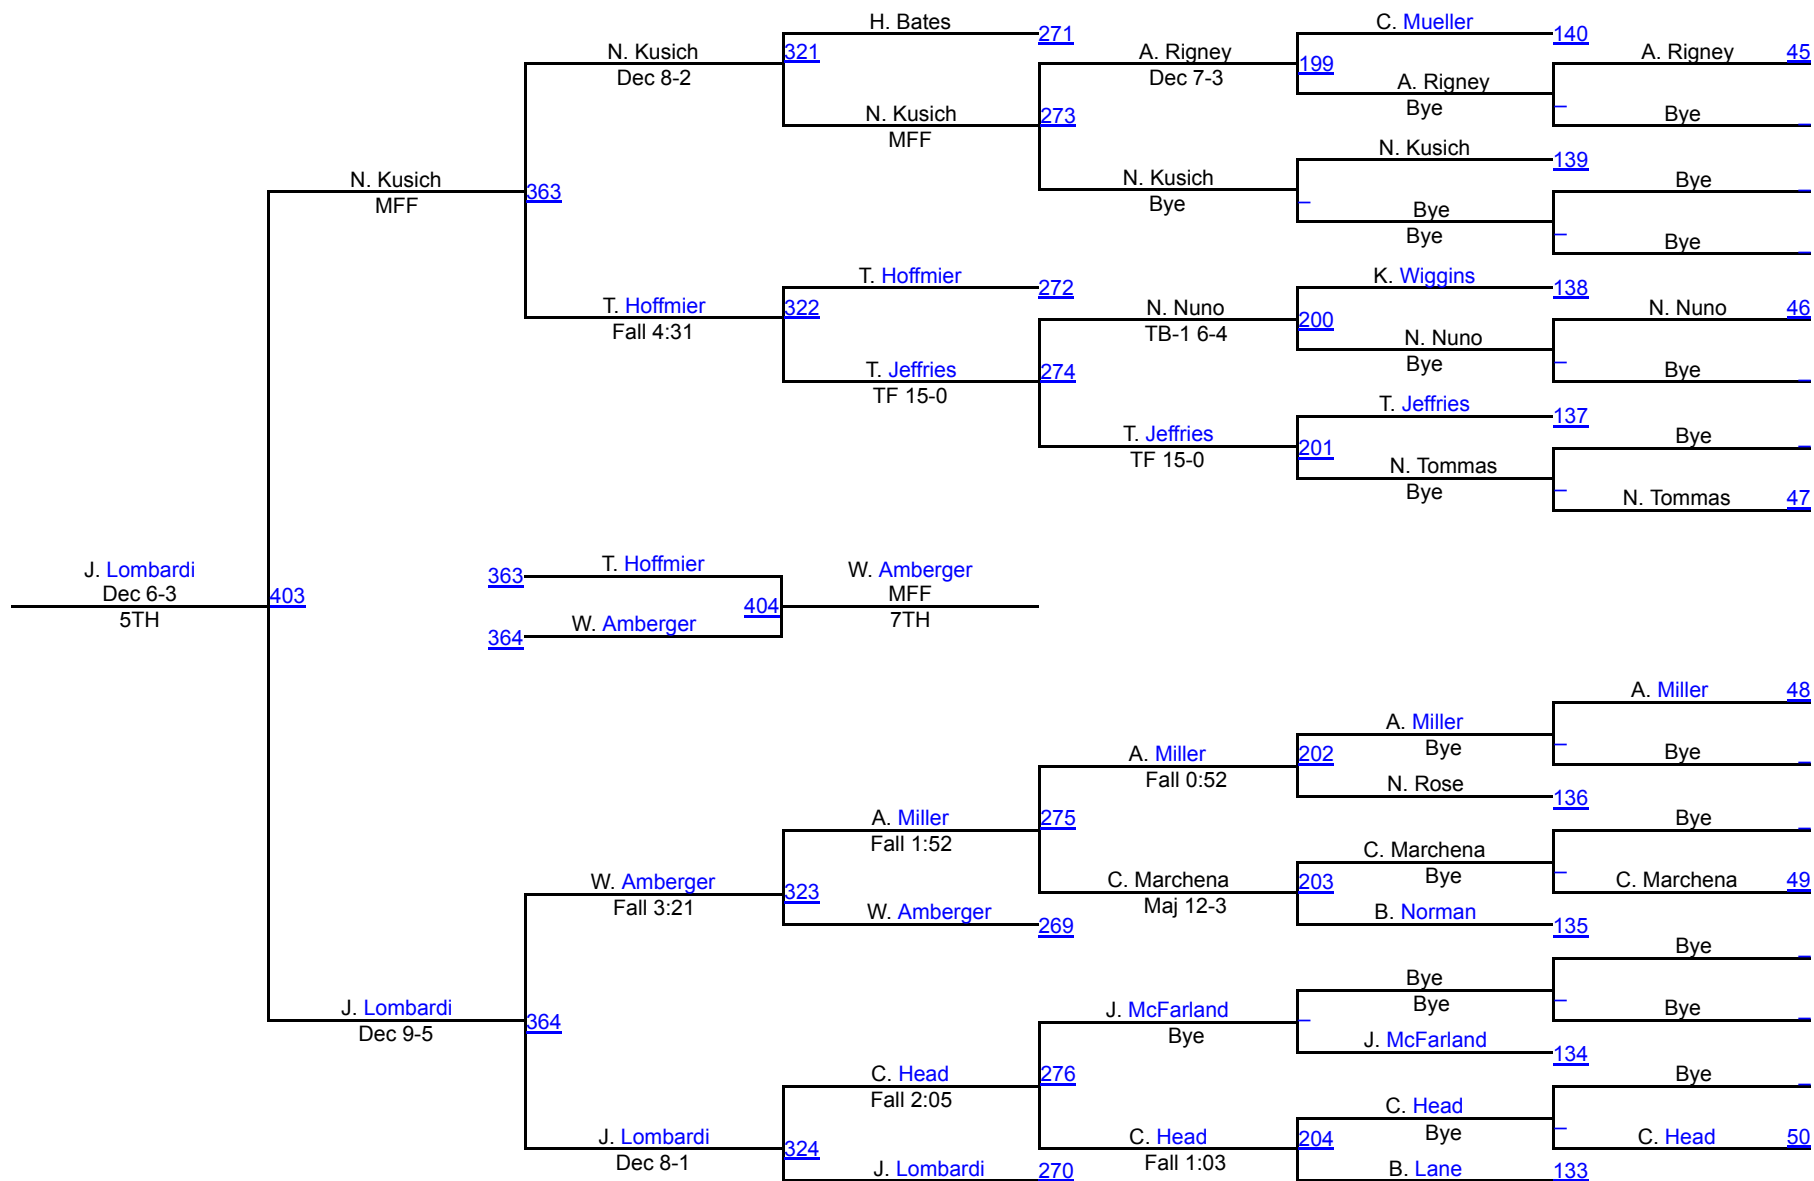 H. Bates
271
C. Mueller
140
N. Kusich
Dec 8-2
321
A. Rigney
Dec 7-3
199
A. Rigney
45
A. Rigney
Bye
Bye
N. Kusich
MFF
273
N. Kusich
139
N. Kusich
MFF
363
N. Kusich
Bye
Bye
Bye
Bye
Bye
T. Hoffmier
272
K. Wiggins
138
T. Hoffmier
Fall 4:31
322
N. Nuno
TB-1 6-4
200
N. Nuno
46
N. Nuno
Bye
Bye
T. Jeffries
TF 15-0
274
T. Jeffries
137
T. Jeffries
TF 15-0
201
Bye
N. Tommas
Bye
N. Tommas
47
J. Lombardi
Dec 6-3
5TH
403
363
T. Hoffmier
404
W. Amberger
MFF
7TH
364
W. Amberger
A. Miller
48
A. Miller
Bye
Bye
A. Miller
Fall 0:52
202
N. Rose
136
A. Miller
Fall 1:52
275
Bye
C. Marchena
Bye
W. Amberger
Fall 3:21
323
C. Marchena
Maj 12-3
203
C. Marchena
49
W. Amberger
269
B. Norman
135
Bye
Bye
Bye
Bye
J. Lombardi
Dec 9-5
364
J. McFarland
Bye
J. McFarland
134
C. Head
Fall 2:05
276
Bye
C. Head
Bye
J. Lombardi
Dec 8-1
324
C. Head
Fall 1:03
204
C. Head
50
J. Lombardi
270
B. Lane
133